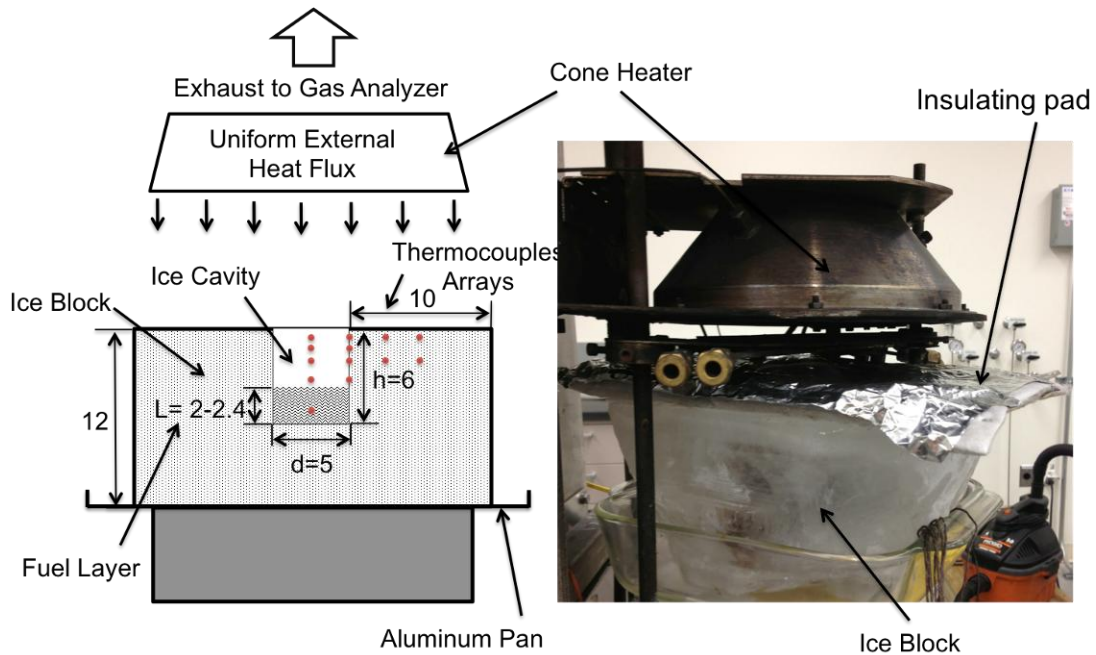 Exhaust to Gas Analyzer
Uniform External
Heat Flux
Cone Heater
Insulating pad
Thermocouples
Arrays
Ice Cavity
Ice Block
10
12
h=6
L= 2-2.4
d=5
Fuel Layer
Aluminum Pan
Ice Block